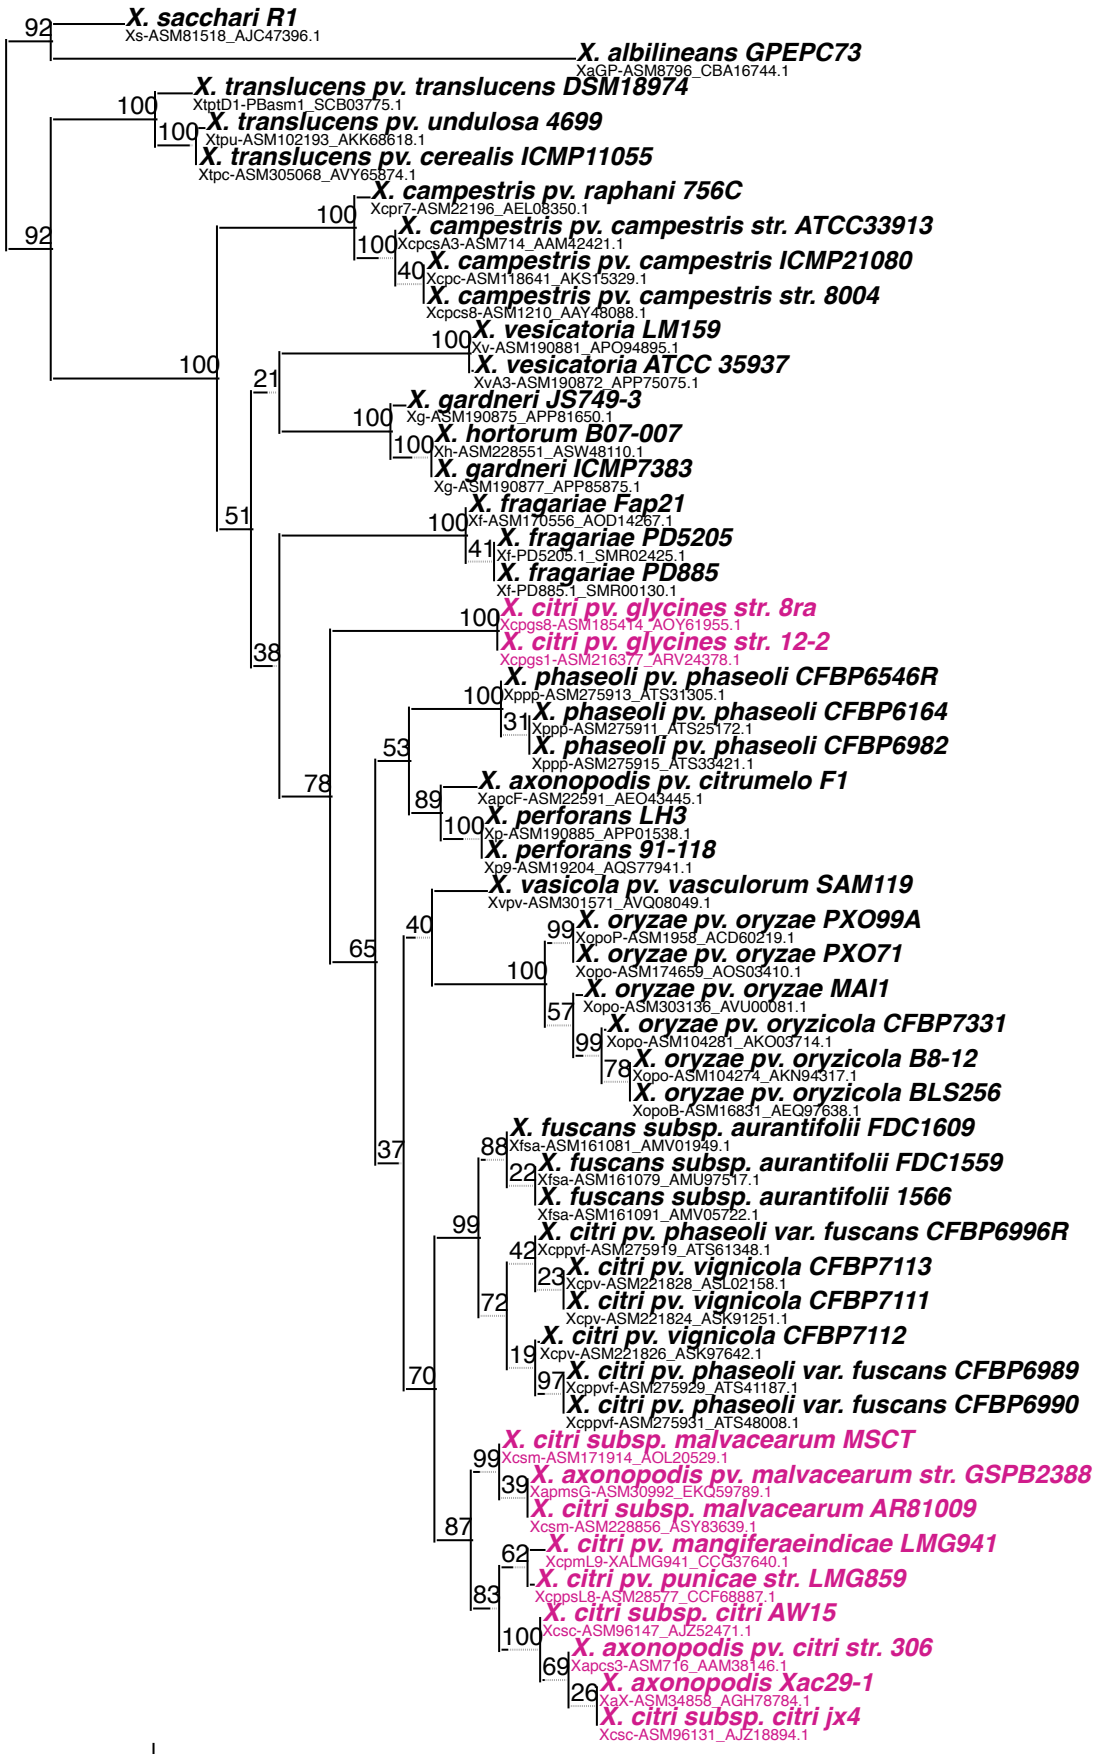 92
X. sacchari R1
Xs-ASM81518_AJC47396.1
X. albilineans GPEPC73
XaGP-ASM8796_CBA16744.1
X. translucens pv. translucens DSM18974
XtptD1-PBasm1_SCB03775.1
100
X. translucens pv. undulosa 4699
Xtpu-ASM102193_AKK68618.1
100
X. translucens pv. cerealis ICMP11055
Xtpc-ASM305068_AVY65874.1
X. campestris pv. raphani 756C
Xcpr7-ASM22196_AEL08350.1
100
X. campestris pv. campestris str. ATCC33913
XcpcsA3-ASM714_AAM42421.1
92
100
X. campestris pv. campestris ICMP21080
Xcpc-ASM118641_AKS15329.1
40
X. campestris pv. campestris str. 8004
Xcpcs8-ASM1210_AAY48088.1
X. vesicatoria LM159
100
Xv-ASM190881_APO94895.1
X. vesicatoria ATCC 35937
100
XvA3-ASM190872_APP75075.1
21
X. gardneri JS749-3
Xg-ASM190875_APP81650.1
100
X. hortorum B07-007
100
Xh-ASM228551_ASW48110.1
X. gardneri ICMP7383
Xg-ASM190877_APP85875.1
X. fragariae Fap21
51
100
Xf-ASM170556_AOD14267.1
X. fragariae PD5205
41
Xf-PD5205.1_SMR02425.1
X. fragariae PD885
Xf-PD885.1_SMR00130.1
X. citri pv. glycines str. 8ra
100
Xcpgs8-ASM185414_AOY61955.1
X. citri pv. glycines str. 12-2
38
Xcpgs1-ASM216377_ARV24378.1
X. phaseoli pv. phaseoli CFBP6546R
100
Xppp-ASM275913_ATS31305.1
X. phaseoli pv. phaseoli CFBP6164
31
Xppp-ASM275911_ATS25172.1
53
X. phaseoli pv. phaseoli CFBP6982
Xppp-ASM275915_ATS33421.1
78
X. axonopodis pv. citrumelo F1
89
XapcF-ASM22591_AEO43445.1
X. perforans LH3
100
Xp-ASM190885_APP01538.1
X. perforans 91-118
Xp9-ASM19204_AQS77941.1
X. vasicola pv. vasculorum SAM119
Xvpv-ASM301571_AVQ08049.1
40
X. oryzae pv. oryzae PXO99A
99
XopoP-ASM1958_ACD60219.1
65
X. oryzae pv. oryzae PXO71
100
Xopo-ASM174659_AOS03410.1
X. oryzae pv. oryzae MAI1
57
Xopo-ASM303136_AVU00081.1
X. oryzae pv. oryzicola CFBP7331
99
Xopo-ASM104281_AKO03714.1
X. oryzae pv. oryzicola B8-12
78
Xopo-ASM104274_AKN94317.1
X. oryzae pv. oryzicola BLS256
XopoB-ASM16831_AEQ97638.1
X. fuscans subsp. aurantifolii FDC1609
37
88
Xfsa-ASM161081_AMV01949.1
X. fuscans subsp. aurantifolii FDC1559
22
Xfsa-ASM161079_AMU97517.1
X. fuscans subsp. aurantifolii 1566
Xfsa-ASM161091_AMV05722.1
99
X. citri pv. phaseoli var. fuscans CFBP6996R
42
Xcppvf-ASM275919_ATS61348.1
X. citri pv. vignicola CFBP7113
23
Xcpv-ASM221828_ASL02158.1
72
X. citri pv. vignicola CFBP7111
Xcpv-ASM221824_ASK91251.1
X. citri pv. vignicola CFBP7112
19
Xcpv-ASM221826_ASK97642.1
70
X. citri pv. phaseoli var. fuscans CFBP6989
97
Xcppvf-ASM275929_ATS41187.1
X. citri pv. phaseoli var. fuscans CFBP6990
Xcppvf-ASM275931_ATS48008.1
X. citri subsp. malvacearum MSCT
99
Xcsm-ASM171914_AOL20529.1
X. axonopodis pv. malvacearum str. GSPB2388
39
XapmsG-ASM30992_EKQ59789.1
X. citri subsp. malvacearum AR81009
87
Xcsm-ASM228856_ASY83639.1
X. citri pv. mangiferaeindicae LMG941
62
XcpmL9-XALMG941_CCG37640.1
X. citri pv. punicae str. LMG859
83
XcppsL8-ASM28577_CCF68887.1
X. citri subsp. citri AW15
100
Xcsc-ASM96147_AJZ52471.1
X. axonopodis pv. citri str. 306
69
Xapcs3-ASM716_AAM38146.1
X. axonopodis Xac29-1
26
XaX-ASM34858_AGH78784.1
X. citri subsp. citri jx4
Xcsc-ASM96131_AJZ18894.1